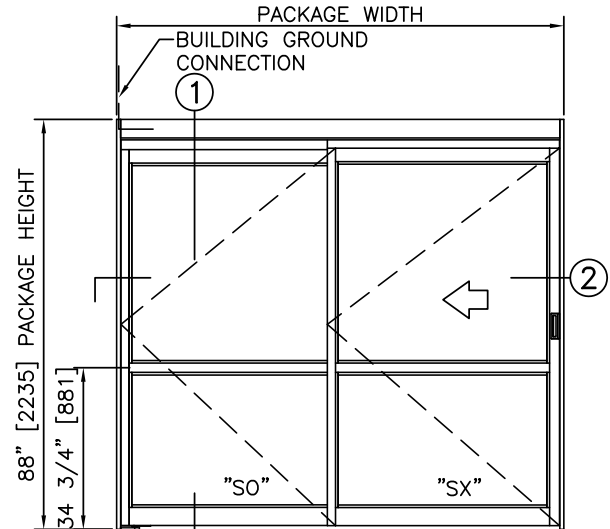 PACKAGE WIDTH
BUILDING GROUND
CONNECTION
1
88" [2235] PACKAGE HEIGHT
34 3/4" [881]
2
"SO"
"SX"